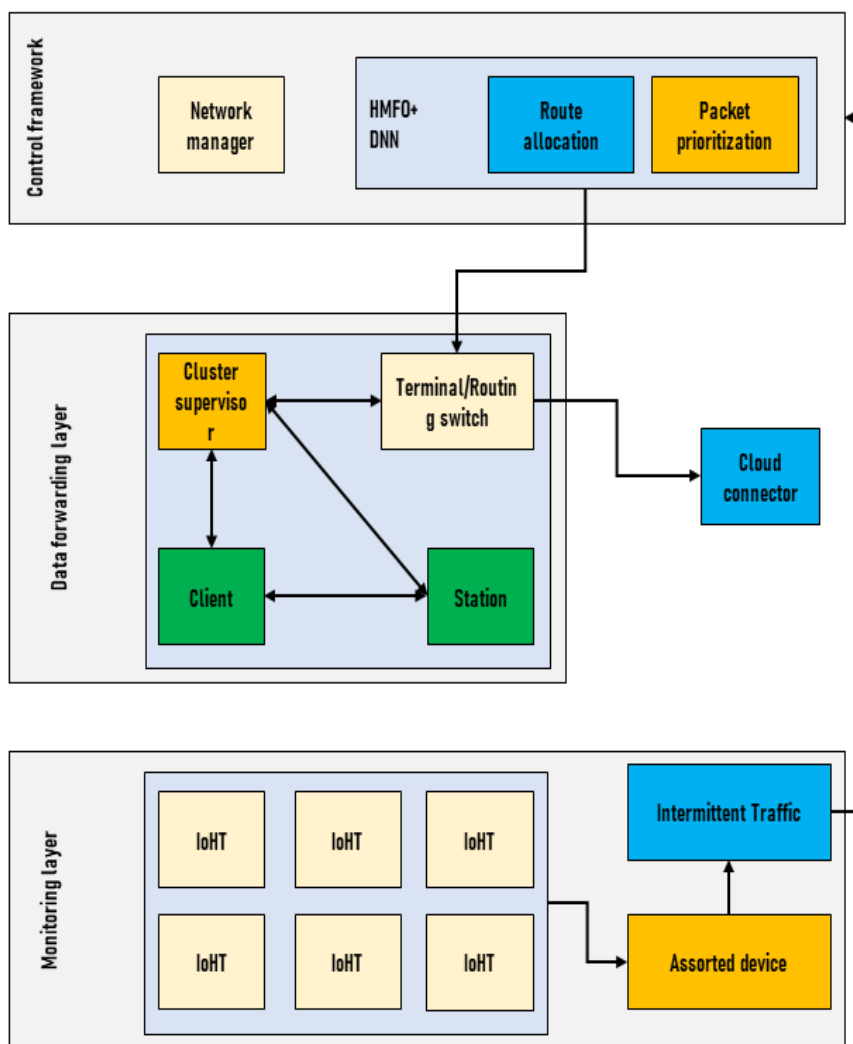 Control framework
Network
manager
HMFO+
DNN
Route
allocation
Packet
prioritization
Data forwarding layer
Cluster
superviso
r
Terminal/Routin
g switch
Cloud
connector
Client
Station
Monitoring layer
IoHT
IoHT
IoHT
Intermittent Traffic
IoHT
IoHT
IoHT
Assorted device